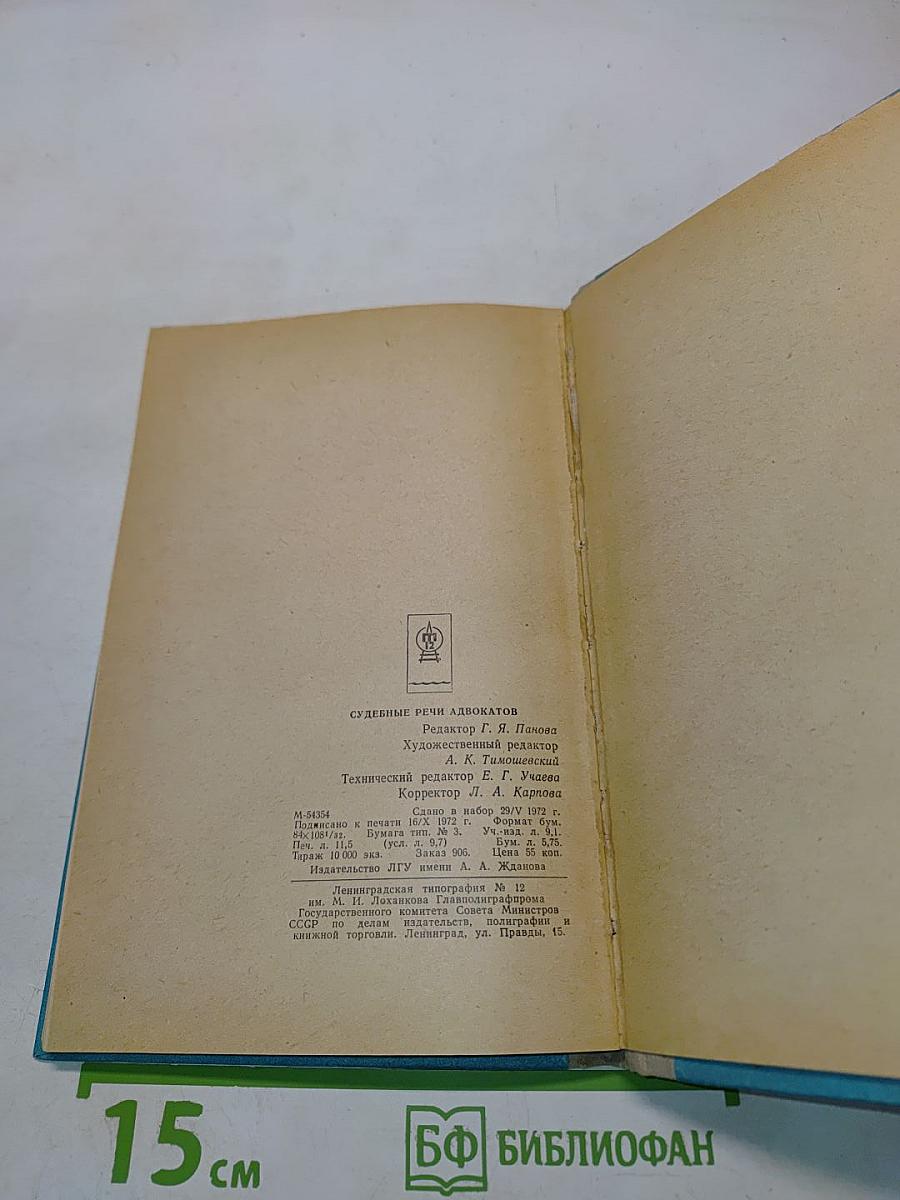 12
СУДЕБНЫЕ РЕЧИ АДВОКАТОВ
Редактор Г. Я. Панова
Художественный редактор
А. К. Тимошевский
Технический редактор Е. Г. Учаева
Корректор Л. А. Карпова
М-54354 Сдано в набор 29/V 1972 г.
Подписано к печати 16/X 1972 г. Формат бум.
84×108¹/₃₂. Бумага тип. № 3. Уч.-изд. л. 9,1.
Печ. л. 11,5 (усл. л. 9,7) Бум. л. 5,75.
Тираж 10 000 экз. Заказ 906. Цена 55 коп.
Издательство ЛГУ имени А. А. Жданова
Ленинградская типография № 12
им. М. И. Лоханкова Главполиграфпрома
Государственного комитета Совета Министров
СССР по делам издательств, полиграфии и
книжной торговли. Ленинград, ул. Правды, 15.
15 см
БФ БИБЛИОФАН